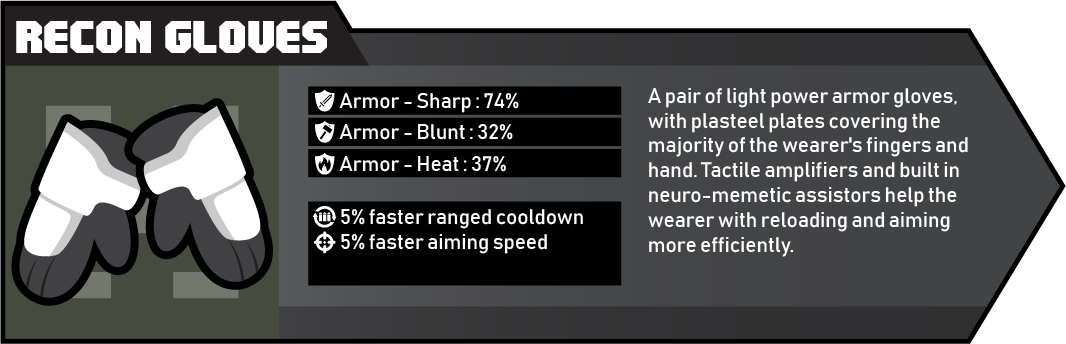 RECON GLOVES
Armor - Sharp : 74%
Armor - Blunt : 32%
Armor - Heat : 37%
5% faster ranged cooldown
5% faster aiming speed
A pair of light power armor gloves,
with plasteel plates covering the
majority of the wearer's fingers and
hand. Tactile amplifiers and built in
neuro-memetic assistors help the
wearer with reloading and aiming
more efficiently.